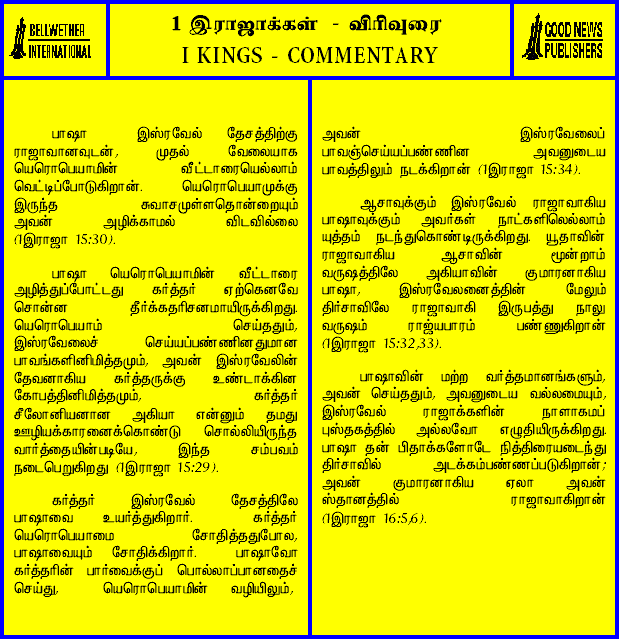 BELLWETHER
INTERNATIONAL
1 இராஜாக்கள் - விரிவுரை
I KINGS - COMMENTARY
GOOD NEWS
PUBLISHERS
பாஷா இஸ்ரவேல் தேசத்திற்கு
ராஜாவானவுடன், முதல் வேலையாக
யெரொபெயாமின் வீட்டாரையெல்லாம்
வெட்டிப்போடுகிறான். யெரொபெயாமுக்கு
இருந்த சுவாசமுள்ளதொன்றையும்
அவன் அழிக்காமல் விடவில்லை
(1இராஜா 15:30).
பாஷா யெரொபெயாமின் வீட்டாரை
அழித்துப்போட்டது கர்த்தர் ஏற்கெனவே
சொன்ன தீர்க்கதரிசனமாயிருக்கிறது.
யெரொபெயாம் செய்ததும்,
இஸ்ரவேலைச் செய்யப்பண்ணினதுமான
பாவங்களினிமித்தமும், அவன் இஸ்ரவேலின்
தேவனாகிய கர்த்தருக்கு உண்டாக்கின
கோபத்தினிமித்தமும், கர்த்தர்
சீலோனியனான அகியா என்னும் தமது
ஊழியக்காரனைக்கொண்டு சொல்லியிருந்த
வார்த்தையின்படியே, இந்த சம்பவம்
நடைபெறுகிறது (1இராஜா 15:29).
கர்த்தர் இஸ்ரவேல் தேசத்திலே
பாஷாவை உயர்த்துகிறார். கர்த்தர்
யெரொபெயாமை சோதித்ததுபோல,
பாஷாவையும் சோதிக்கிறார். பாஷாவோ
கர்த்தரின் பார்வைக்குப் பொல்லாப்பானதைச்
செய்து, யெரொபெயாமின் வழியிலும்,
அவன் இஸ்ரவேலைப்
பாவஞ்செய்யப்பண்ணின அவனுடைய
பாவத்திலும் நடக்கிறான் (1இராஜா 15:34).
ஆசாவுக்கும் இஸ்ரவேல் ராஜாவாகிய
பாஷாவுக்கும் அவர்கள் நாட்களிலெல்லாம்
யுத்தம் நடந்துகொண்டிருக்கிறது. யூதாவின்
ராஜாவாகிய ஆசாவின் மூன்றாம்
வருஷத்திலே அகியாவின் குமாரனாகிய
பாஷா, இஸ்ரவேலனைத்தின் மேலும்
திர்சாவிலே ராஜாவாகி இருபத்து நாலு
வருஷம் ராஜ்யபாரம் பண்ணுகிறான்
(1இராஜா 15:32,33).
பாஷாவின் மற்ற வர்த்தமானங்களும்,
அவன் செய்ததும், அவனுடைய வல்லமையும்,
இஸ்ரவேல் ராஜாக்களின் நாளாகமப்
புஸ்தகத்தில் அல்லவோ எழுதியிருக்கிறது.
பாஷா தன் பிதாக்களோடே நித்திரையடைந்து
திர்சாவில் அடக்கம்பண்ணப்படுகிறான்;
அவன் குமாரனாகிய ஏலா அவன்
ஸ்தானத்தில் ராஜாவாகிறான்
(1இராஜா 16:5,6).